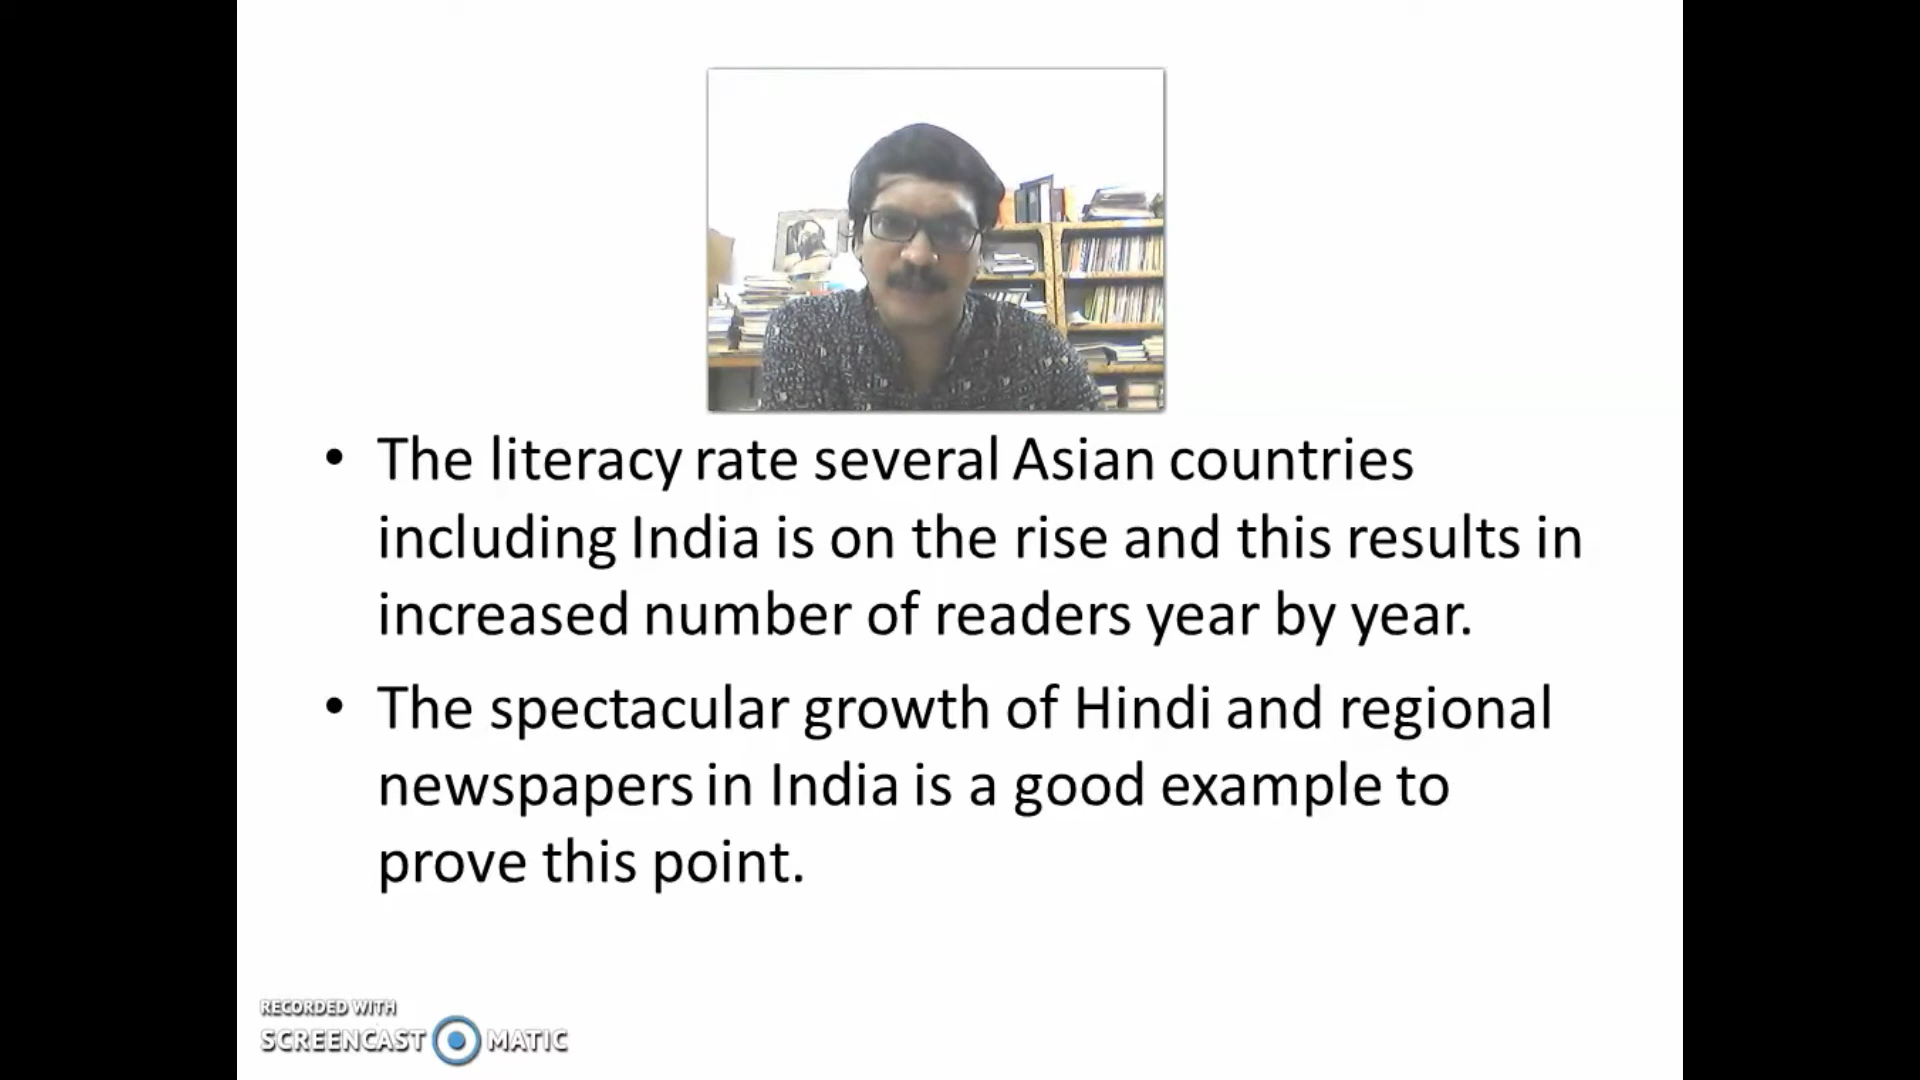 • The literacy rate several Asian countries
including India is on the rise and this results in
increased number of readers year by year.
• The spectacular growth of Hindi and regional
newspapers in India is a good example to
prove this point.
RECORDED WITH
SCREENCAST MATIC